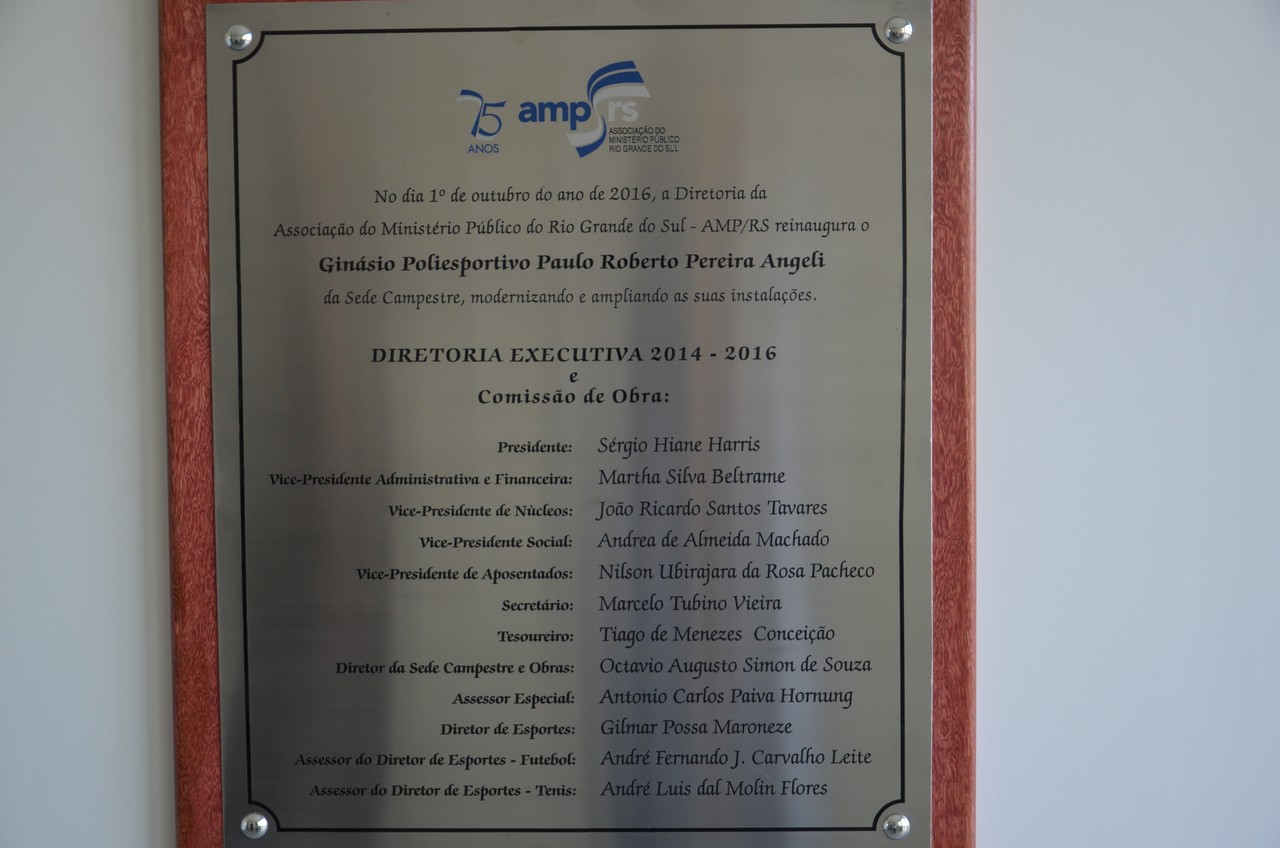 75
ANOS
amp rs
ASSOCIAÇÃO DO
MINISTÉRIO PÚBLICO
RIO GRANDE DO SUL
No dia 1º de outubro do ano de 2016, a Diretoria da
Associação do Ministério Público do Rio Grande do Sul - AMP/RS reinaugura o
Ginásio Poliesportivo Paulo Roberto Pereira Angeli
da Sede Campestre, modernizando e ampliando as suas instalações.
DIRETORIA EXECUTIVA 2014 - 2016
e
Comissão de Obra:
Presidente: Sérgio Hiane Harris
Vice-Presidente Administrativa e Financeira: Martha Silva Beltrame
Vice-Presidente de Nùcleos: João Ricardo Santos Tavares
Vice-Presidente Social: Andrea de Almeida Machado
Vice-Presidente de Aposentados: Nilson Ubirajara da Rosa Pacheco
Secretário: Marcelo Tubino Vieira
Tesoureiro: Tiago de Menezes Conceição
Diretor da Sede Campestre e Obras: Octavio Augusto Simon de Souza
Assessor Especial: Antonio Carlos Paiva Hornung
Diretor de Esportes: Gilmar Possa Maroneze
Assessor do Diretor de Esportes - Futebol: André Fernando J. Carvalho Leite
Assessor do Diretor de Esportes - Tenis: André Luis dal Molin Flores